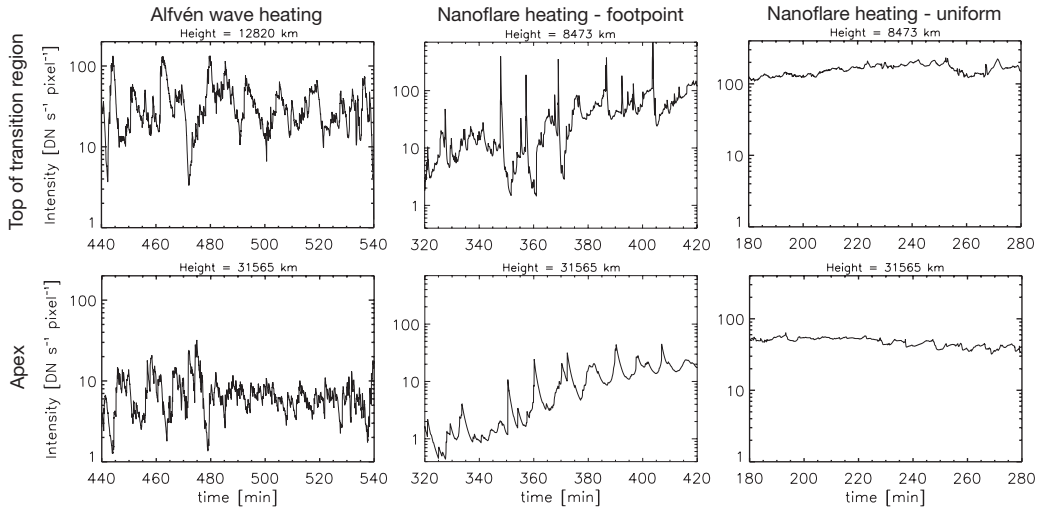 Alfvén wave heating
Nanoflare heating - footpoint
Nanoflare heating - uniform
Top of transition region
Height = 12820 km
Intensity [DN s⁻¹ pixel⁻¹]
100
10
1
440 460 480 500 520 540
Height = 8473 km
100
10
1
320 340 360 380 400 420
Height = 8473 km
100
10
1
180 200 220 240 260 280
Apex
Height = 31565 km
Intensity [DN s⁻¹ pixel⁻¹]
100
10
1
440 460 480 500 520 540
time [min]
Height = 31565 km
100
10
1
320 340 360 380 400 420
time [min]
Height = 31565 km
100
10
1
180 200 220 240 260 280
time [min]